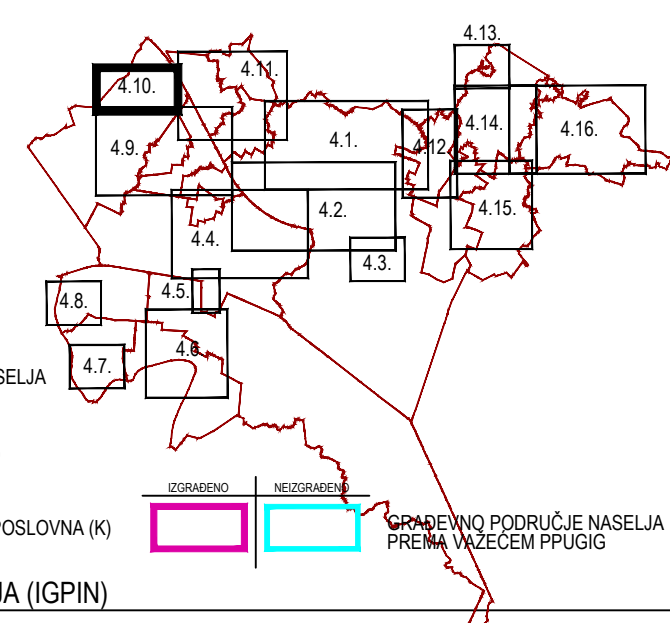 4.13.
4.11.
4.10.
4.14.
4.16.
4.1.
4.12.
4.9.
4.2.
4.15.
4.4.
4.3.
4.5.
4.8.
4.6
4.7.
SELJA
IZGRAĐENO NEIZGRAĐENO
POSLOVNA (K)
GRAĐEVNO PODRUČJE NASELJA
PREMA VAŽEĆEM PPUGIG
JA (IGPIN)